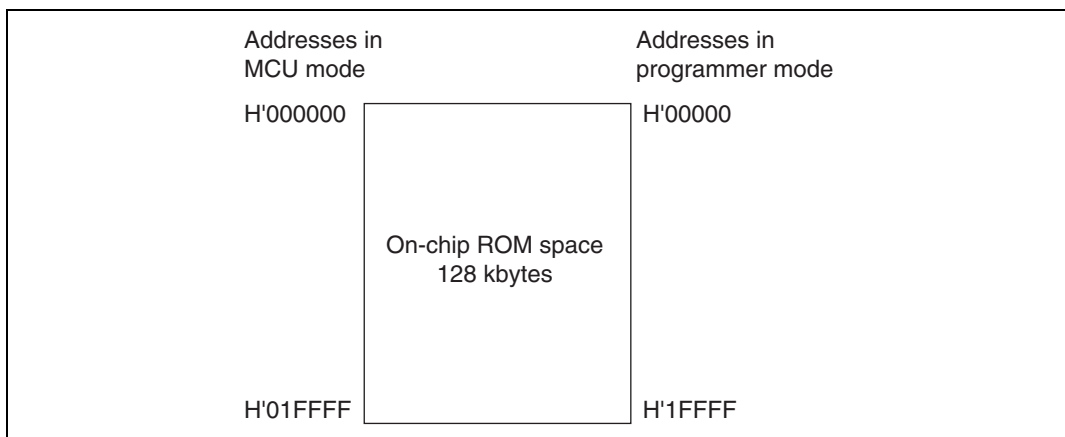 Addresses in
MCU mode
Addresses in
programmer mode
H'000000
H'00000
On-chip ROM space
128 kbytes
H'01FFFF
H'1FFFF